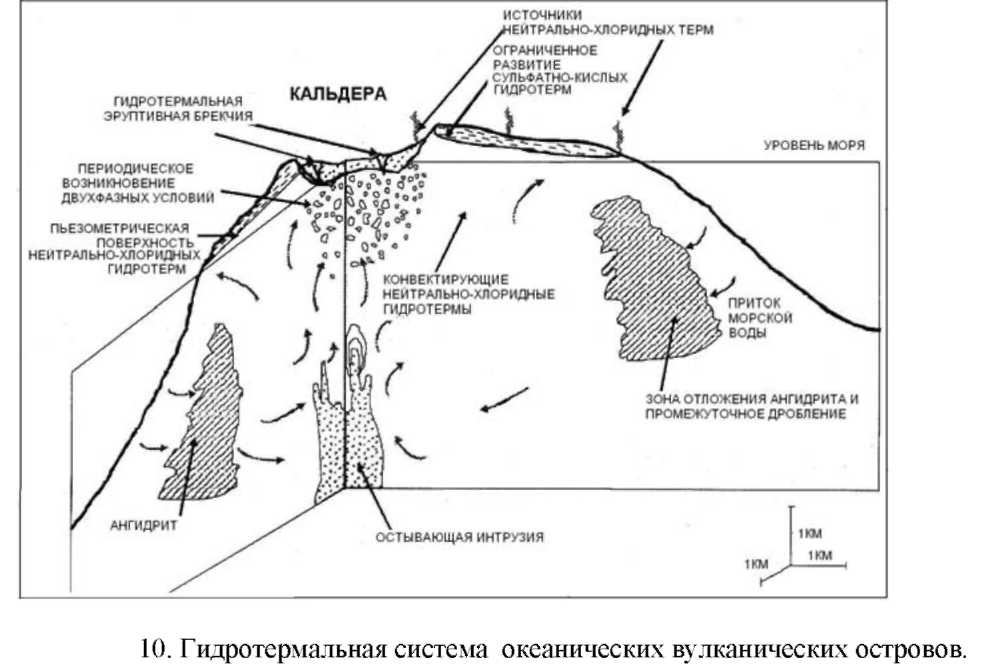 ИСТОЧНИКИ
НЕЙТРАЛЬНО-ХЛОРИДНЫХ ТЕРМ
ОГРАНИЧЕННОЕ
РАЗВИТИЕ
СУЛЬФАТНО-КИСЛЫХ
ГИДРОТЕРМ
КАЛЬДЕРА
ГИДРОТЕРМАЛЬНАЯ
ЭРУПТИВНАЯ БРЕКЧИЯ
УРОВЕНЬ МОРЯ
ПЕРИОДИЧЕСКОЕ
ВОЗНИКНОВЕНИЕ
ДВУХФАЗНЫХ УСЛОВИЙ
ПЬЕЗОМЕТРИЧЕСКАЯ
ПОВЕРХНОСТЬ
НЕЙТРАЛЬНО-ХЛОРИДНЫХ
ГИДРОТЕРМ
КОНВЕКТИРУЮЩИЕ
НЕЙТРАЛЬНО-ХЛОРИДНЫЕ
ГИДРОТЕРМЫ
ПРИТОК
МОРСКОЙ
ВОДЫ
ЗОНА ОТЛОЖЕНИЯ АНГИДРИТА И
ПРОМЕЖУТОЧНОЕ ДРОБЛЕНИЕ
АНГИДРИТ
ОСТЫВАЮЩАЯ ИНТРУЗИЯ
1КМ
1КМ
1КМ
10. Гидротермальная система океанических вулканических островов.